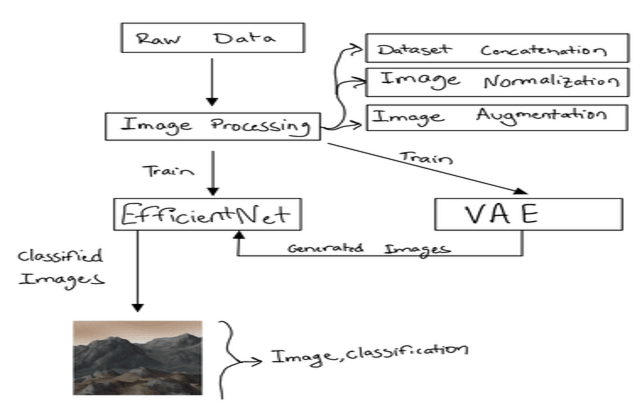 Raw Data
Dataset Concatenation
Image Normalization
Image Processing
Image Augmentation
Train
Train
EfficientNet
VAE
Classified
Images
Generated Images
Image, classification